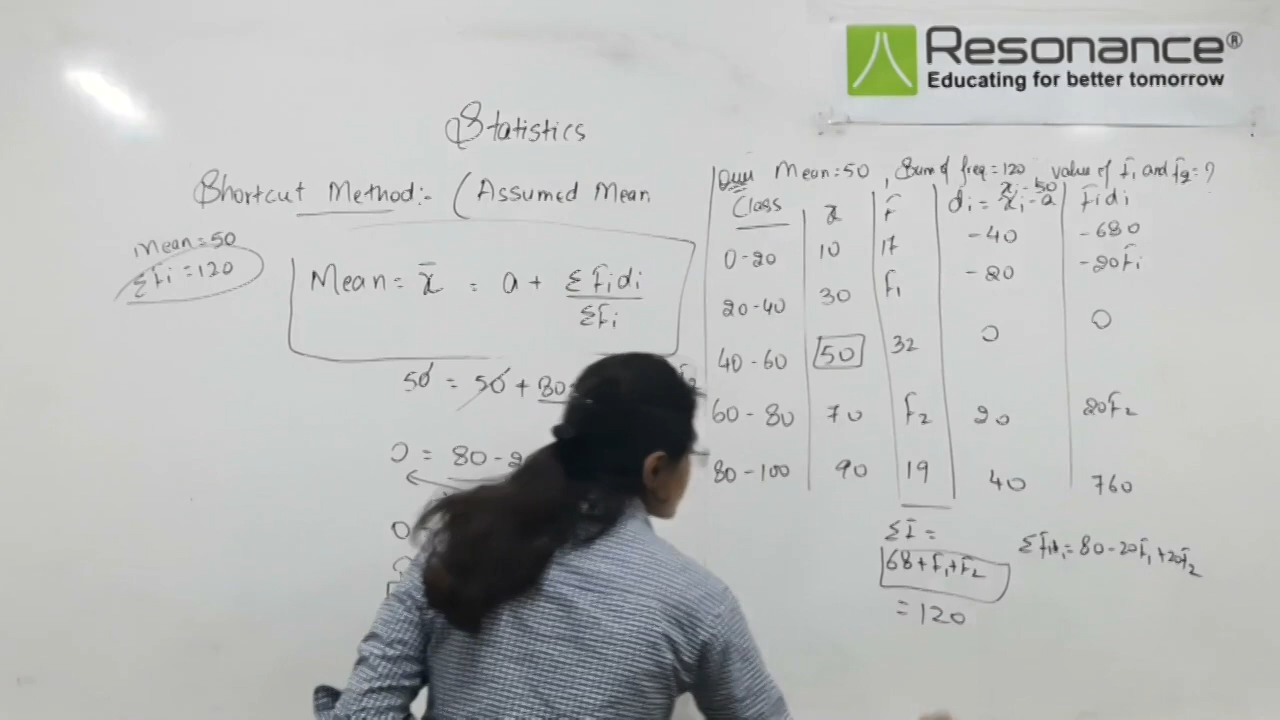 Resonance®
Educating for better tomorrow
Statistics
Shortcut Method:- (Assumed Mean
Mean=50
Σfi=120
Mean = x̄ = a + Σfidi / Σfi
50 = 50 + 80
0 = 80 - 2
0
Ques Mean=50, Sum of freq=120 value of f1 and f2=?
xi-50
Class x f di = xi-a fidi
0-20 10 17 -40 -680
20-40 30 f1 -20 -20f1
40-60 50 32 0 0
60-80 70 f2 20 20f2
80-100 90 19 40 760
Σf =
68+f1+f2
= 120
Σfidi=80-20f1+20f2